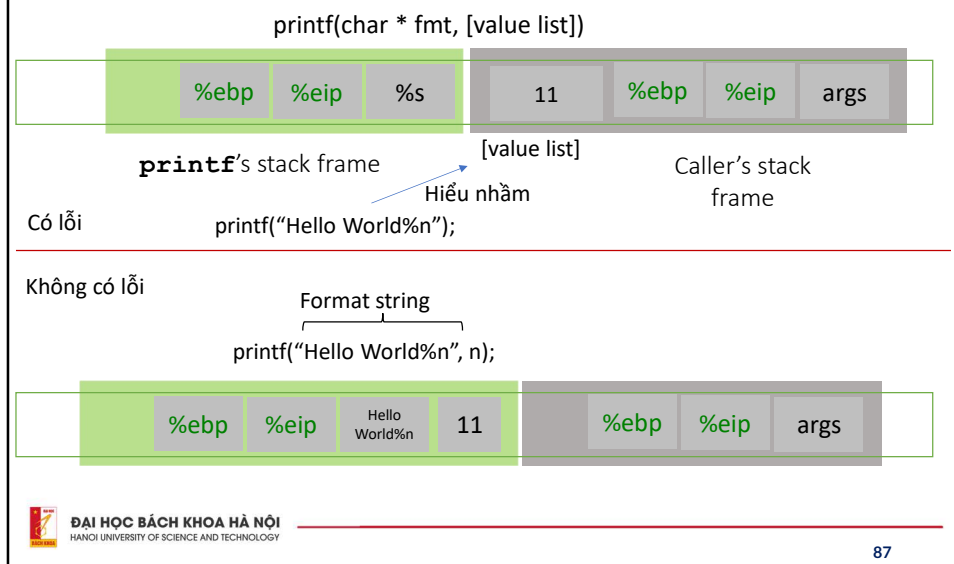 printf(char * fmt, [value list])
%ebp %eip %s 11 %ebp %eip args
[value list]
printf's stack frame
Caller's stack
frame
Hiểu nhầm
Có lỗi
printf(“Hello World%n”);
Không có lỗi
Format string
printf(“Hello World%n”, n);
%ebp %eip Hello World%n 11 %ebp %eip args
ĐẠI HỌC BÁCH KHOA HÀ NỘI
HANOI UNIVERSITY OF SCIENCE AND TECHNOLOGY
87